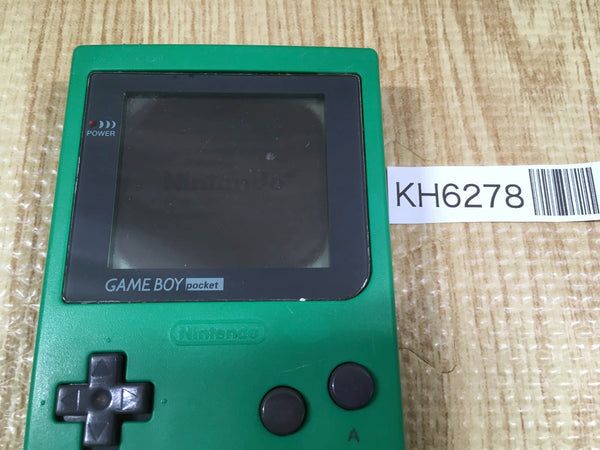 POWER
Nintendo
KH6278
GAME BOY pocket
Nintendo
A